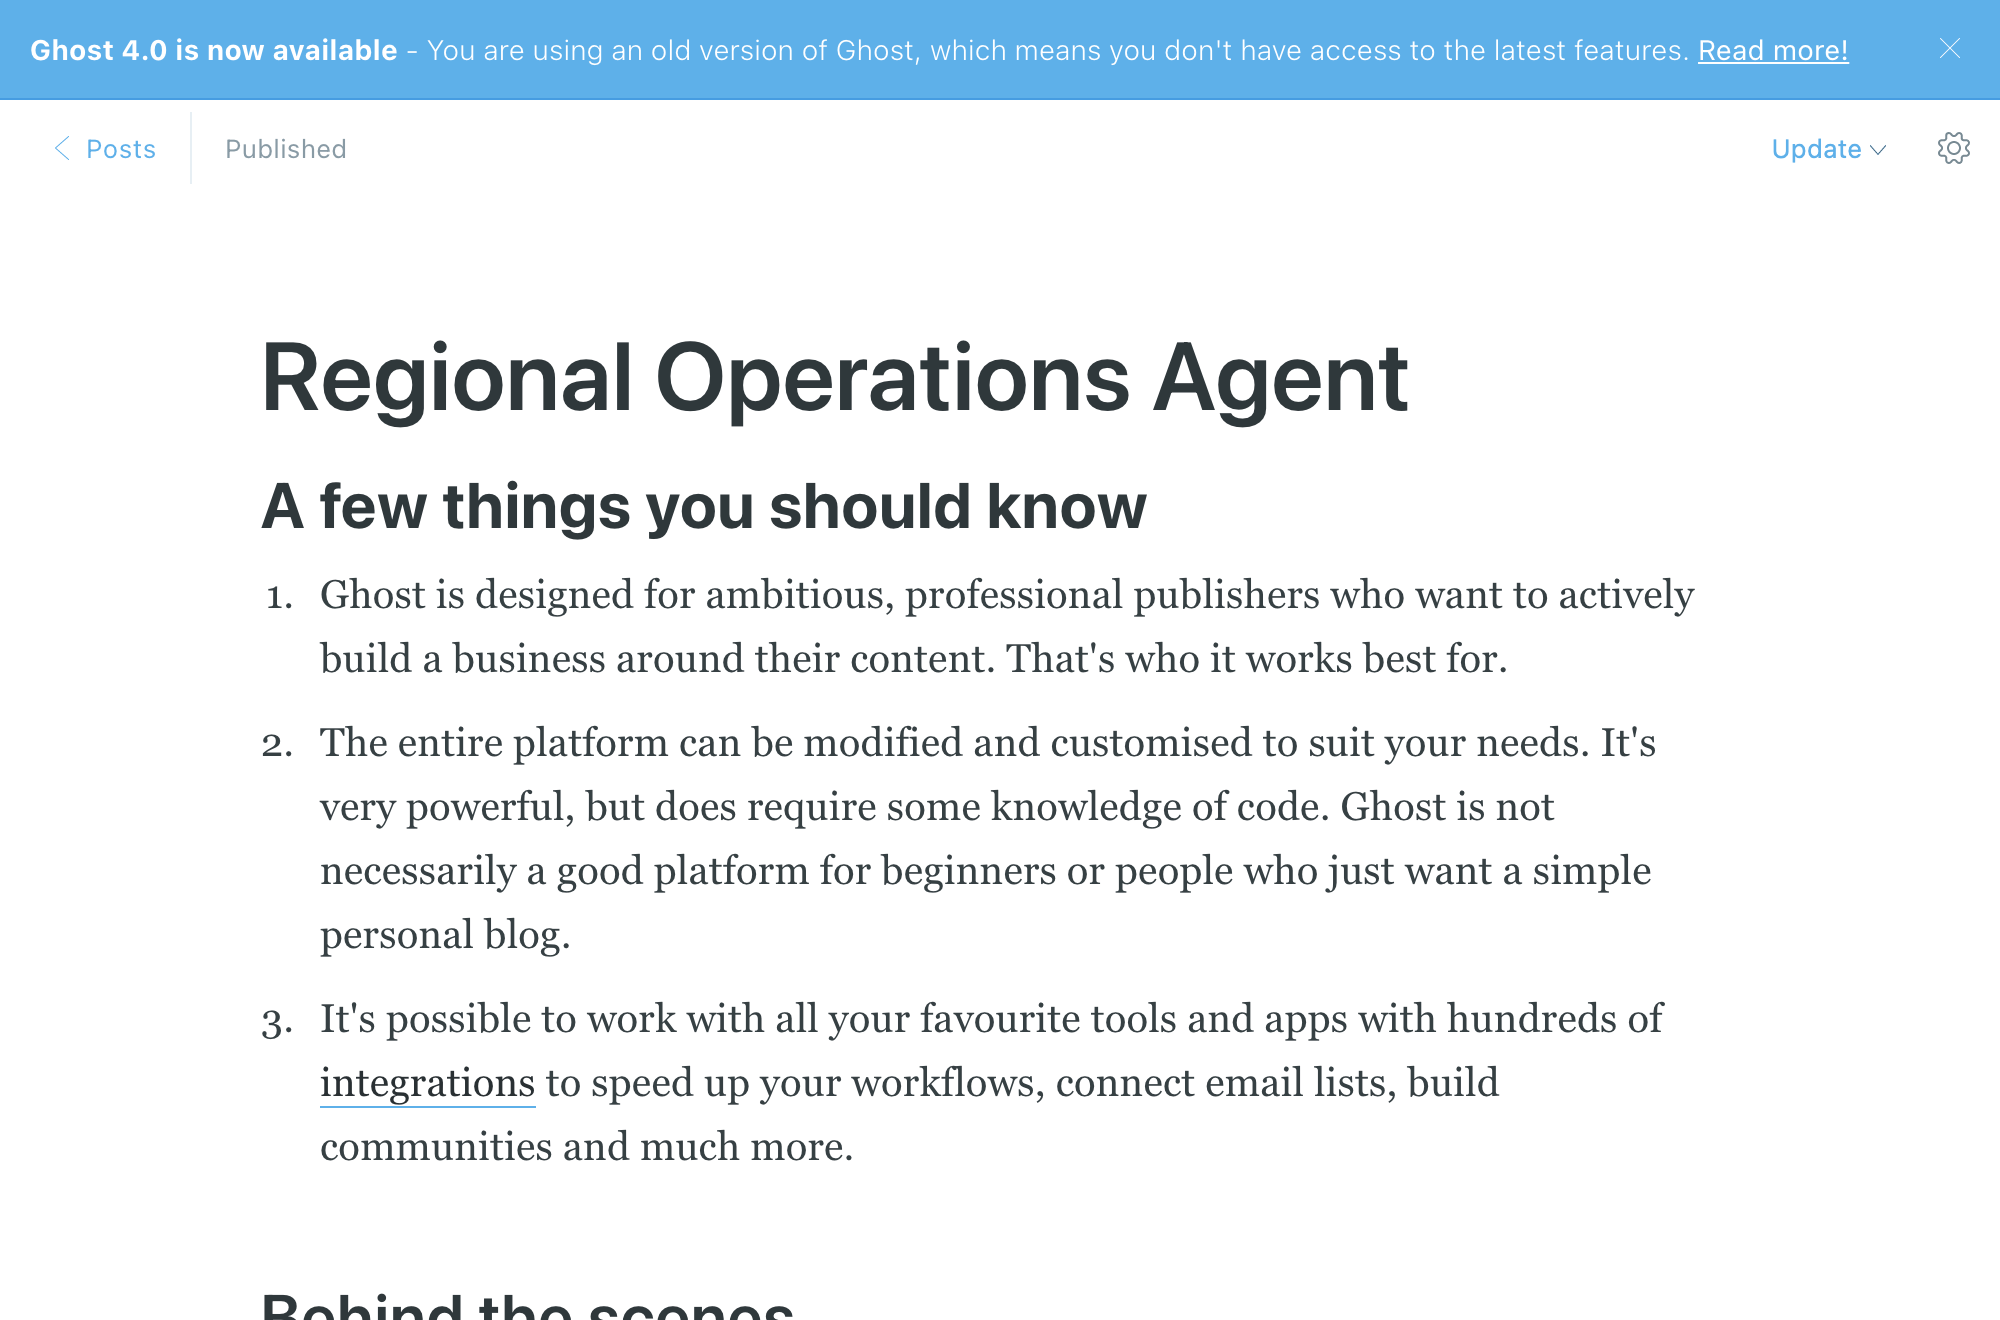 Ghost 4.0 is now available - You are using an old version of Ghost, which means you don't have access to the latest features. Read more!
Posts
Published
Update
Regional Operations Agent
A few things you should know
1. Ghost is designed for ambitious, professional publishers who want to actively
build a business around their content. That's who it works best for.
2. The entire platform can be modified and customised to suit your needs. It's
very powerful, but does require some knowledge of code. Ghost is not
necessarily a good platform for beginners or people who just want a simple
personal blog.
3. It's possible to work with all your favourite tools and apps with hundreds of
integrations to speed up your workflows, connect email lists, build
communities and much more.
Behind the scenes